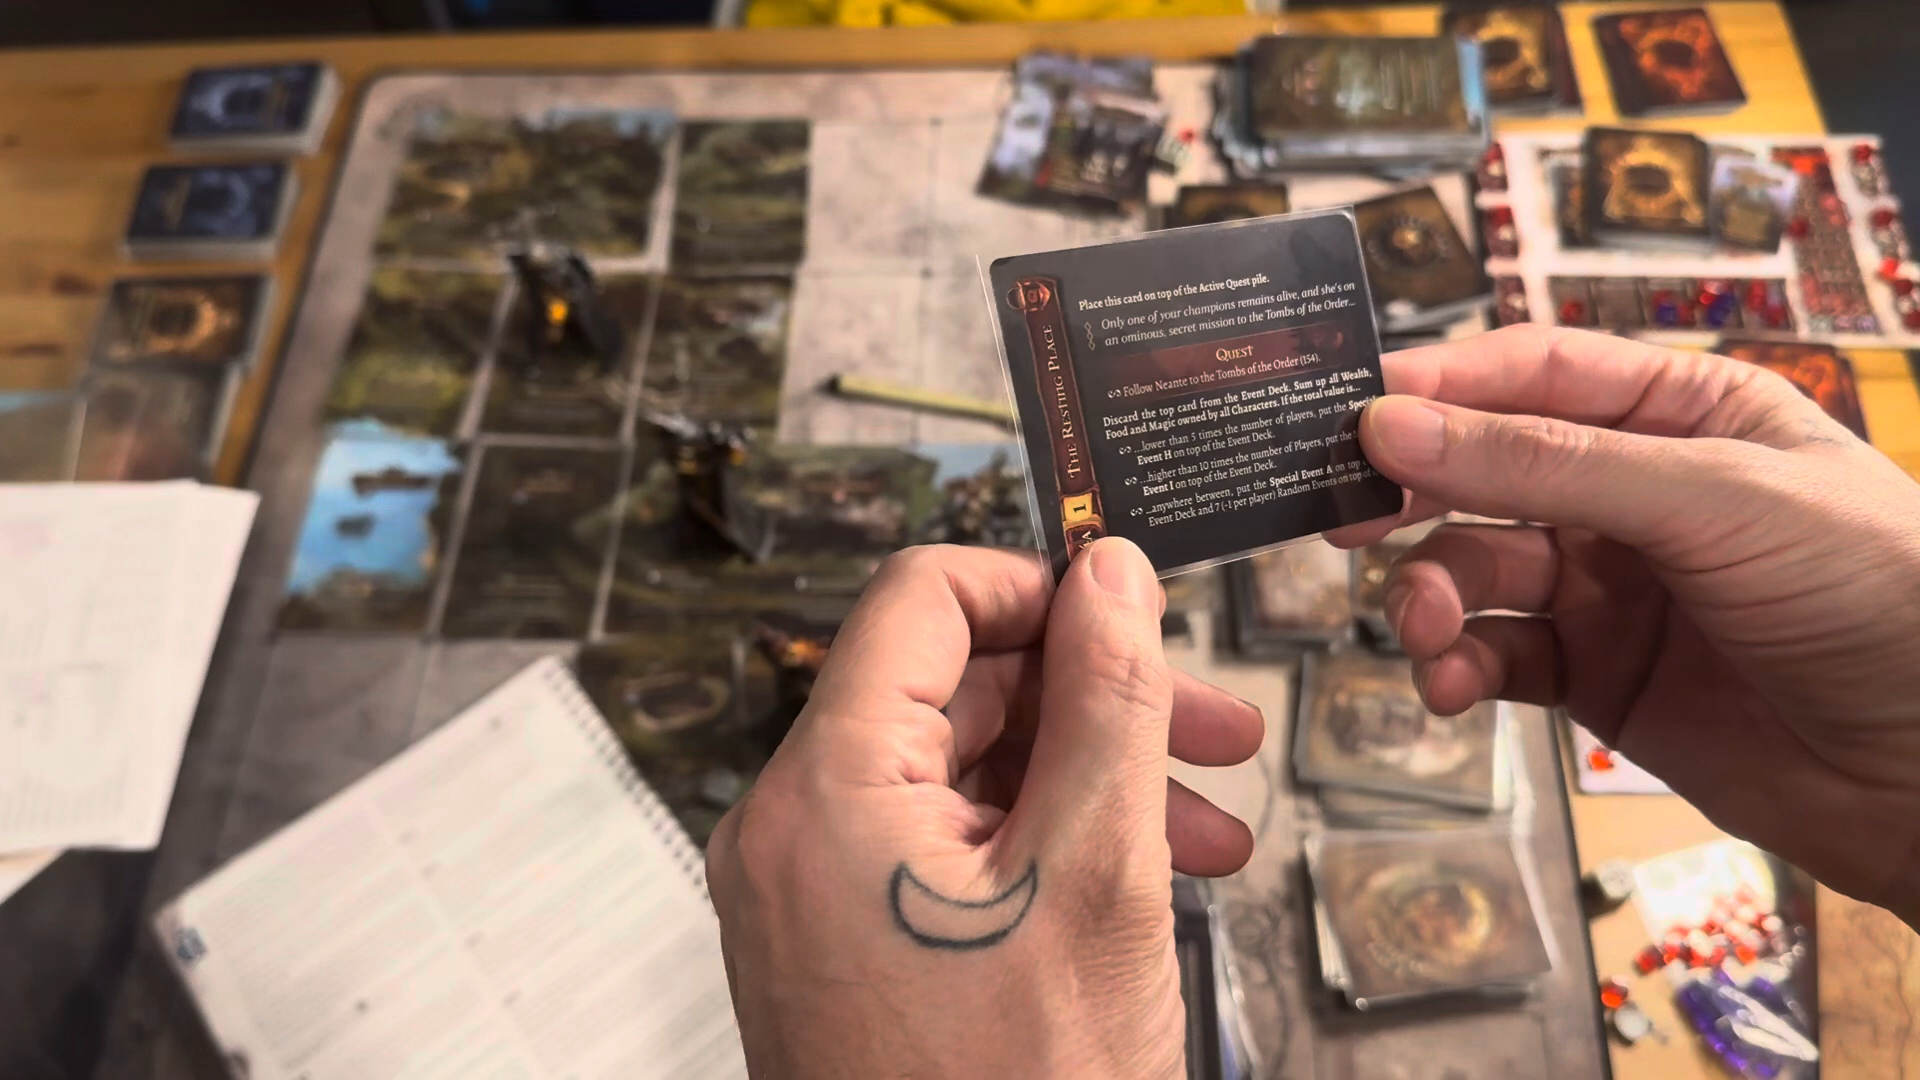 Place this card on top of the Active Quest pile.
Only one of your champions remains alive, and she's on
an ominous, secret mission to the Tombs of the Order...
QUEST
Follow Neante to the Tombs of the Order (154).
Discard the top card from the Event Deck. Sum up all Wealth,
Food and Magic owned by all Characters. If the total value is...
...lower than 5 times the number of players, put the Special
Event H on top of the Event Deck.
...higher than 10 times the number of Players, put the
Event I on top of the Event Deck.
...anywhere between, put the Special Event A on top
Event Deck and 7 (-1 per player) Random Events on top of
THE RESTING PLACE
1